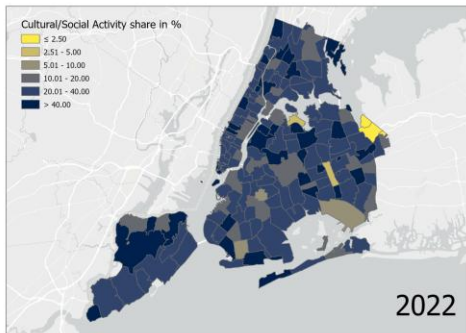 Cultural/Social Activity share in %
≤ 2.50
2.51 - 5.00
5.01 - 10.00
10.01 - 20.00
20.01 - 40.00
> 40.00
2022